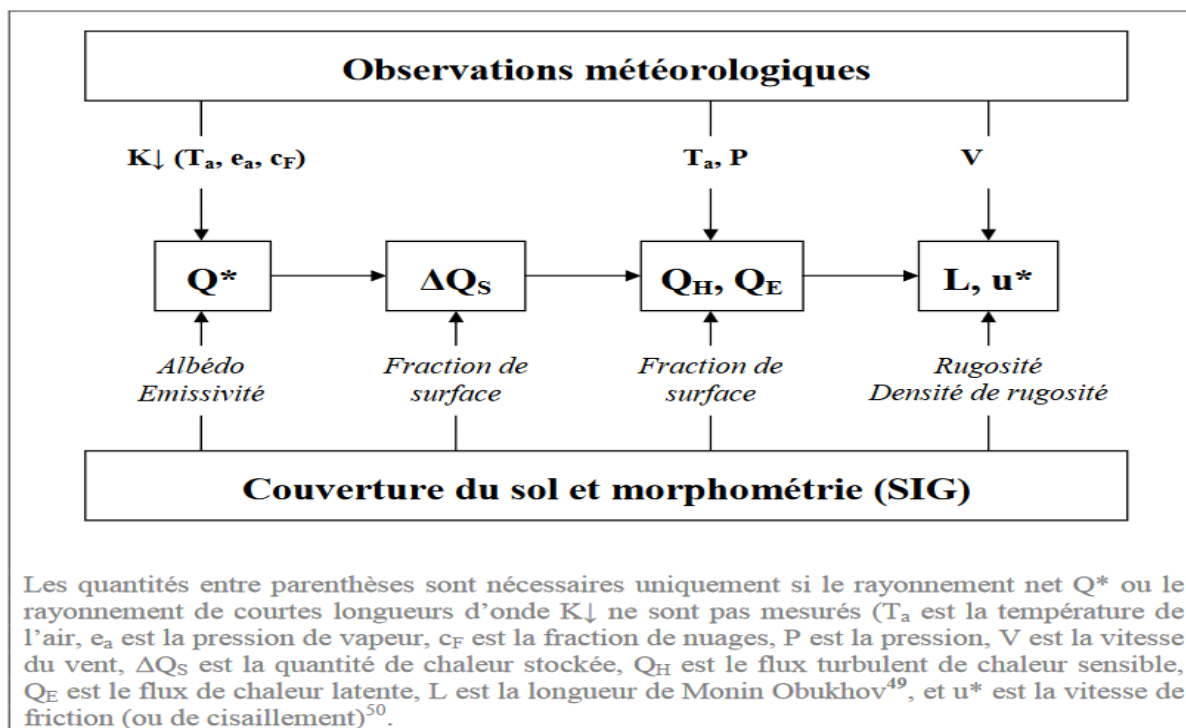 Observations météorologiques
K↓ (Ta, ea, cF)
Ta, P
V
Q*
ΔQS
QH, QE
L, u*
Albédo
Emissivité
Fraction de
surface
Fraction de
surface
Rugosité
Densité de rugosité
Couverture du sol et morphométrie (SIG)
Les quantités entre parenthèses sont nécessaires uniquement si le rayonnement net Q* ou le
rayonnement de courtes longueurs d'onde K↓ ne sont pas mesurés (Ta est la température de
l'air, ea est la pression de vapeur, cF est la fraction de nuages, P est la pression, V est la vitesse
du vent, ΔQS est la quantité de chaleur stockée, QH est le flux turbulent de chaleur sensible,
QE est le flux de chaleur latente, L est la longueur de Monin Obukhov49, et u* est la vitesse de
friction (ou de cisaillement)50.